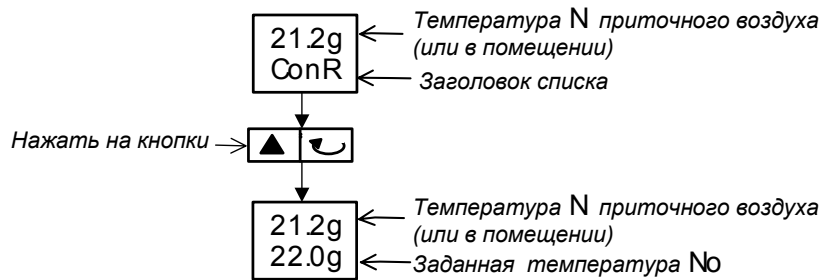 21.2g
ConR
Температура N приточного воздуха
(или в помещении)
Заголовок списка
Нажать на кнопки
21.2g
22.0g
Температура N приточного воздуха
(или в помещении)
Заданная температура No